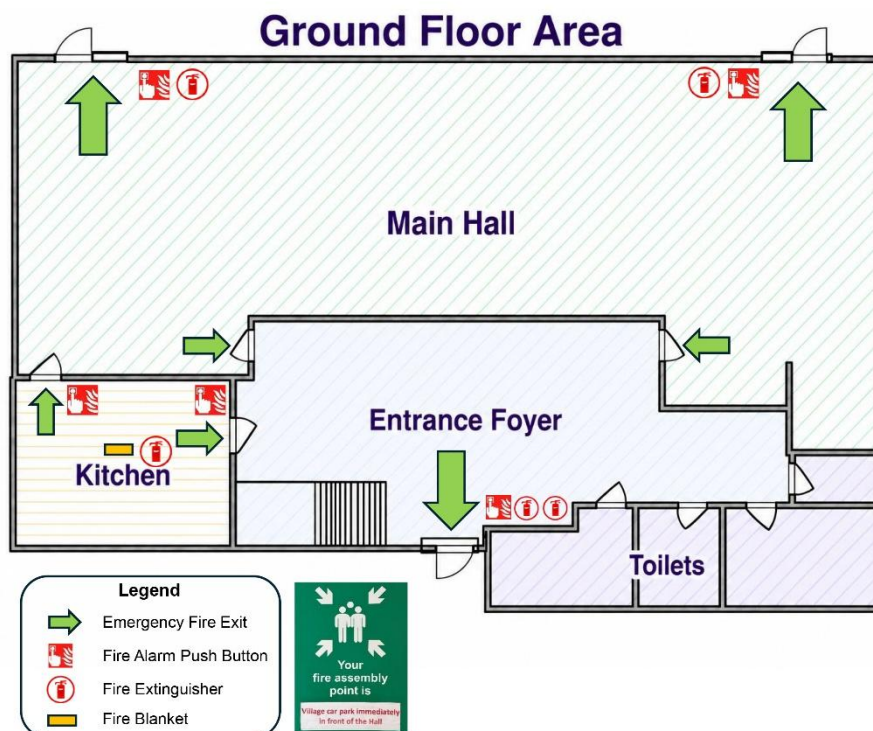 Ground Floor Area
Main Hall
Entrance Foyer
Kitchen
Toilets
Legend
Emergency Fire Exit
Fire Alarm Push Button
Fire Extinguisher
Fire Blanket
Your
fire assembly
point is
Village car park immediately
in front of the Hall